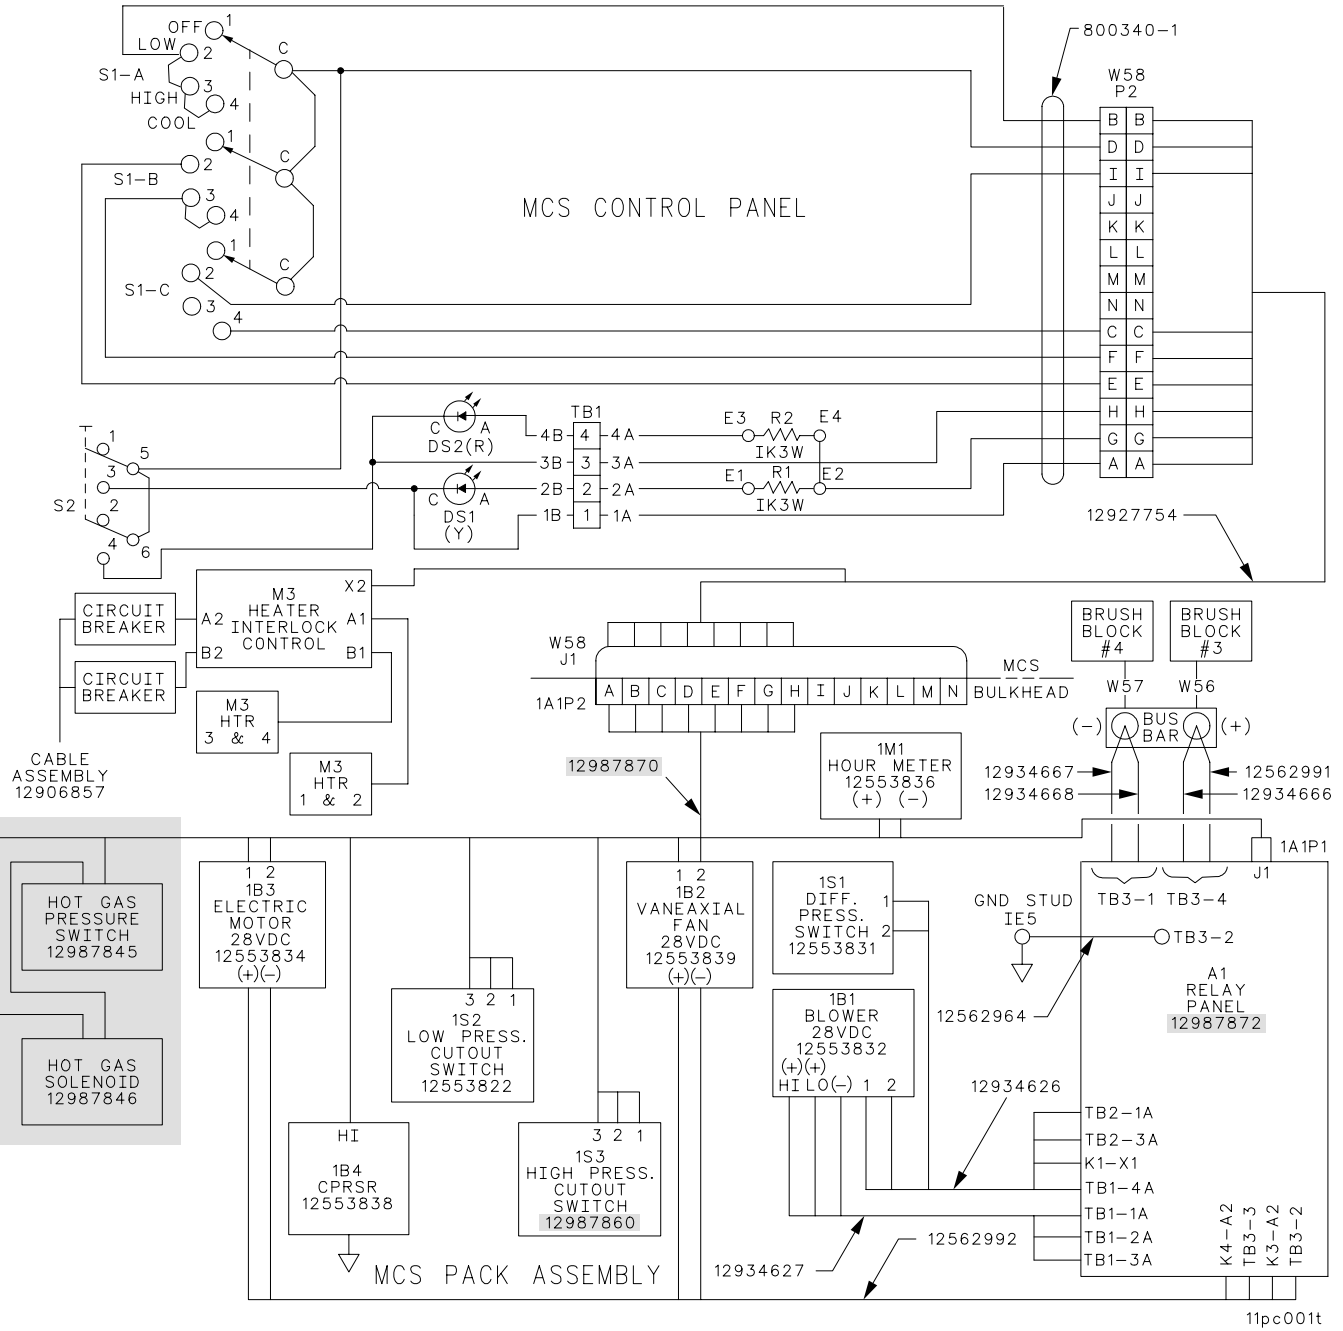 OFF 1
LOW 2
C
S1-A
3
HIGH
4
COOL
1
C
2
S1-B
3
4
1
C
2
S1-C
3
4
MCS CONTROL PANEL
800340-1
W58
P2
B B
D D
I I
J J
K K
L L
M M
N N
C C
F F
E E
H H
G G
A A
C A
DS2(R)
TB1
4B 4 4A
3B 3 3A
2B 2 2A
1B 1 1A
E3 R2 E4
IK3W
E1 R1 E2
IK3W
C A
DS1
(Y)
1
5
3
S2
2
6
4
12927754
CIRCUIT
BREAKER
CIRCUIT
BREAKER
X2
M3
HEATER
INTERLOCK
CONTROL
A2
A1
B2
B1
M3
HTR
3 & 4
M3
HTR
1 & 2
CABLE
ASSEMBLY
12906857
W58
J1
1A1P2
A B C D E F G H I J K L M N
MCS
BULKHEAD
BRUSH
BLOCK
#4
BRUSH
BLOCK
#3
W57
W56
(-)
BUS
BAR
(+)
12987870
1M1
HOUR METER
12553836
(+) (-)
12934667
12934668
12562991
12934666
1A1P1
J1
HOT GAS
PRESSURE
SWITCH
12987845
HOT GAS
SOLENOID
12987846
1 2
1B3
ELECTRIC
MOTOR
28VDC
12553834
(+)(-)
3 2 1
1S2
LOW PRESS.
CUTOUT
SWITCH
12553822
HI
1B4
CPRSR
12553838
3 2 1
1S3
HIGH PRESS.
CUTOUT
SWITCH
12987860
1 2
1B2
VANEAXIAL
FAN
28VDC
12553839
(+)(-)
1S1
DIFF.
PRESS.
SWITCH
12553831
1
2
1B1
BLOWER
28VDC
12553832
(+)(+)
HI LO(-) 1 2
GND STUD
IE5
TB3-1 TB3-4
TB3-2
A1
RELAY
PANEL
12987872
12562964
12934626
TB2-1A
TB2-3A
K1-X1
TB1-4A
TB1-1A
TB1-2A
TB1-3A
K4-A2
TB3-3
K3-A2
TB3-2
12562992
12934627
MCS PACK ASSEMBLY
11pc001t